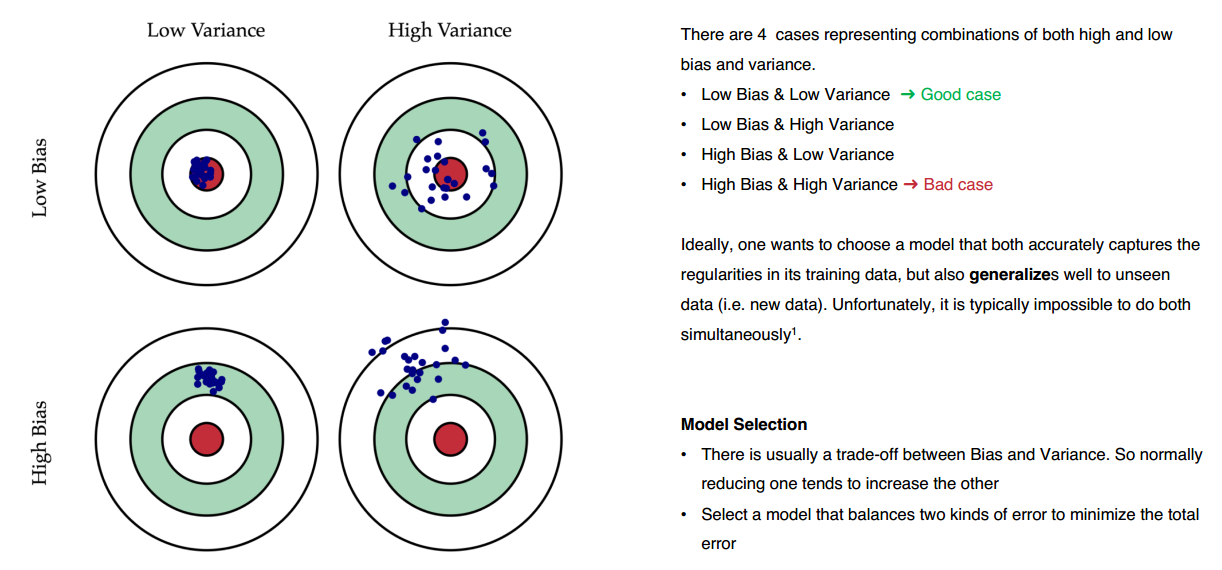 Low Variance
High Variance
Low Bias
High Bias
There are 4 cases representing combinations of both high and low
bias and variance.
• Low Bias & Low Variance ➔ Good case
• Low Bias & High Variance
• High Bias & Low Variance
• High Bias & High Variance ➔ Bad case
Ideally, one wants to choose a model that both accurately captures the
regularities in its training data, but also generalizes well to unseen
data (i.e. new data). Unfortunately, it is typically impossible to do both
simultaneously¹.
Model Selection
• There is usually a trade-off between Bias and Variance. So normally
reducing one tends to increase the other
• Select a model that balances two kinds of error to minimize the total
error